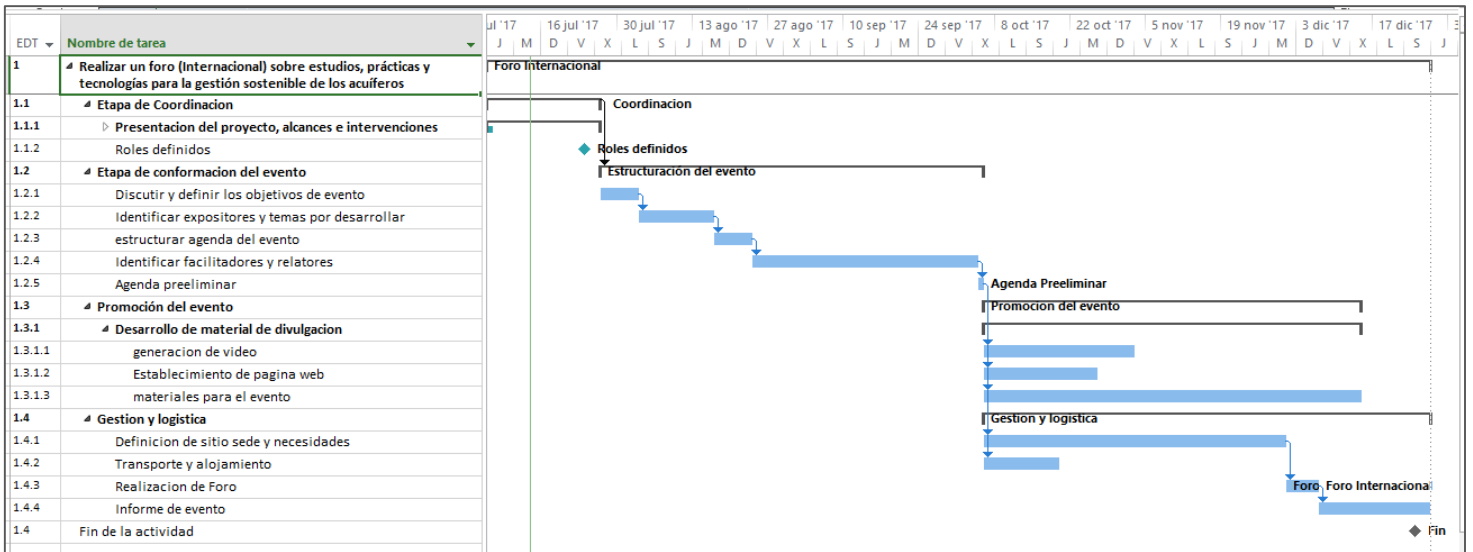 ul '17 16 jul '17 30 jul '17 13 ago '17 27 ago '17 10 sep '17 24 sep '17 8 oct '17 22 oct '17 5 nov '17 19 nov '17 3 dic '17 17 dic '17
EDT Nombre de tarea J M D V X L S J M D V X L S J M D V X L S J M D V X L S J M D V X L S J
1 Realizar un foro (Internacional) sobre estudios, prácticas y Foro Internacional
tecnologías para la gestión sostenible de los acuíferos
1.1 Etapa de Coordinacion Coordinacion
1.1.1 Presentacion del proyecto, alcances e intervenciones
1.1.2 Roles definidos Roles definidos
1.2 Etapa de conformacion del evento Estructuración del evento
1.2.1 Discutir y definir los objetivos de evento
1.2.2 Identificar expositores y temas por desarrollar
1.2.3 estructurar agenda del evento
1.2.4 Identificar facilitadores y relatores
1.2.5 Agenda preeliminar Agenda Preeliminar
1.3 Promoción del evento Promocion del evento
1.3.1 Desarrollo de material de divulgacion
1.3.1.1 generacion de video
1.3.1.2 Establecimiento de pagina web
1.3.1.3 materiales para el evento
1.4 Gestion y logistica Gestion y logistica
1.4.1 Definicion de sitio sede y necesidades
1.4.2 Transporte y alojamiento
1.4.3 Realizacion de Foro Foro Foro Internaciona
1.4.4 Informe de evento
1.4 Fin de la actividad Fin